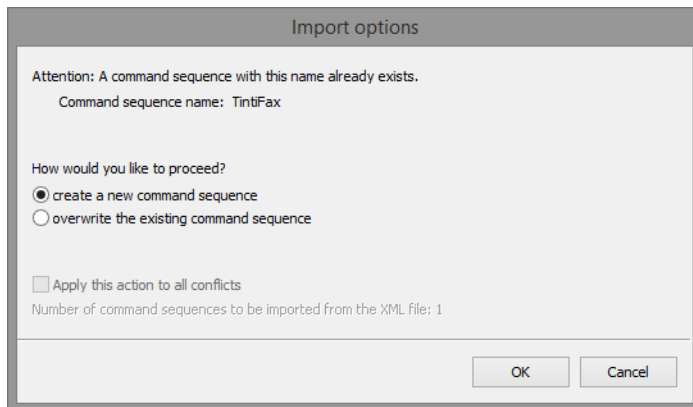 Import options
Attention: A command sequence with this name already exists.
Command sequence name: TintiFax
How would you like to proceed?
create a new command sequence
overwrite the existing command sequence
Apply this action to all conflicts
Number of command sequences to be imported from the XML file: 1
OK Cancel